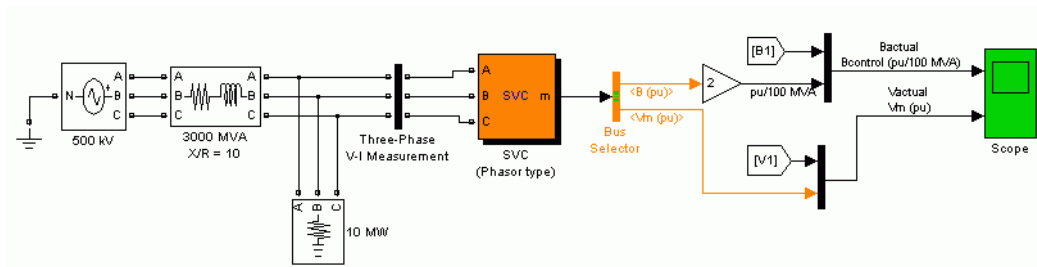 N
A
B
C
500 kV
A
B
C
A
B
C
3000 MVA
X/R = 10
A
B
C
10 MW
Three-Phase
V-I Measurement
A
B
C
SVC
m
SVC
(Phasor type)
Bus
Selector
<B (pu)>
<Vm (pu)>
2
pu/100 MVA
[B1]
[V1]
Bactual
Bcontrol (pu/100 MVA)
Vactual
Vm (pu)
Scope